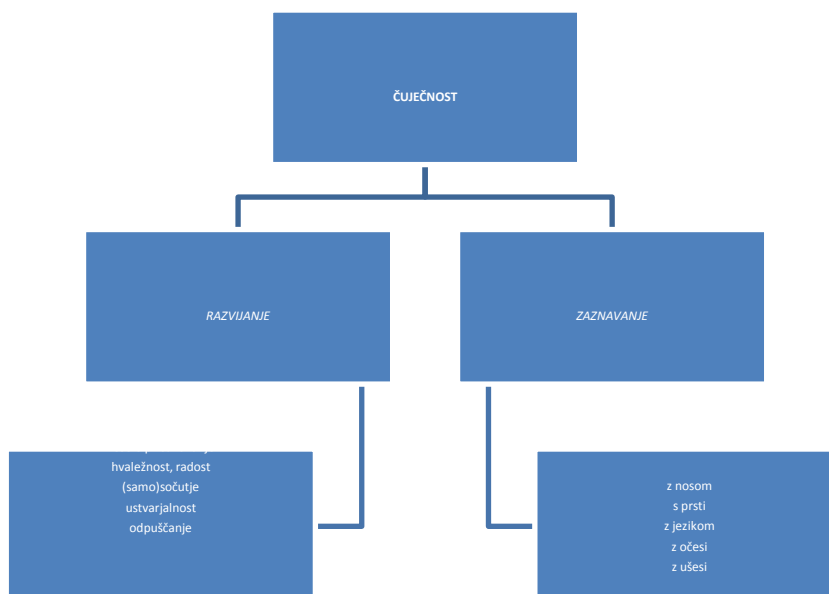 ČUJEČNOST
RAZVIJANJE
ZAZNAVANJE
hvaležnost, radost
(samo)sočutje
ustvarjalnost
odpuščanje
z nosom
s prsti
z jezikom
z očesi
z ušesi